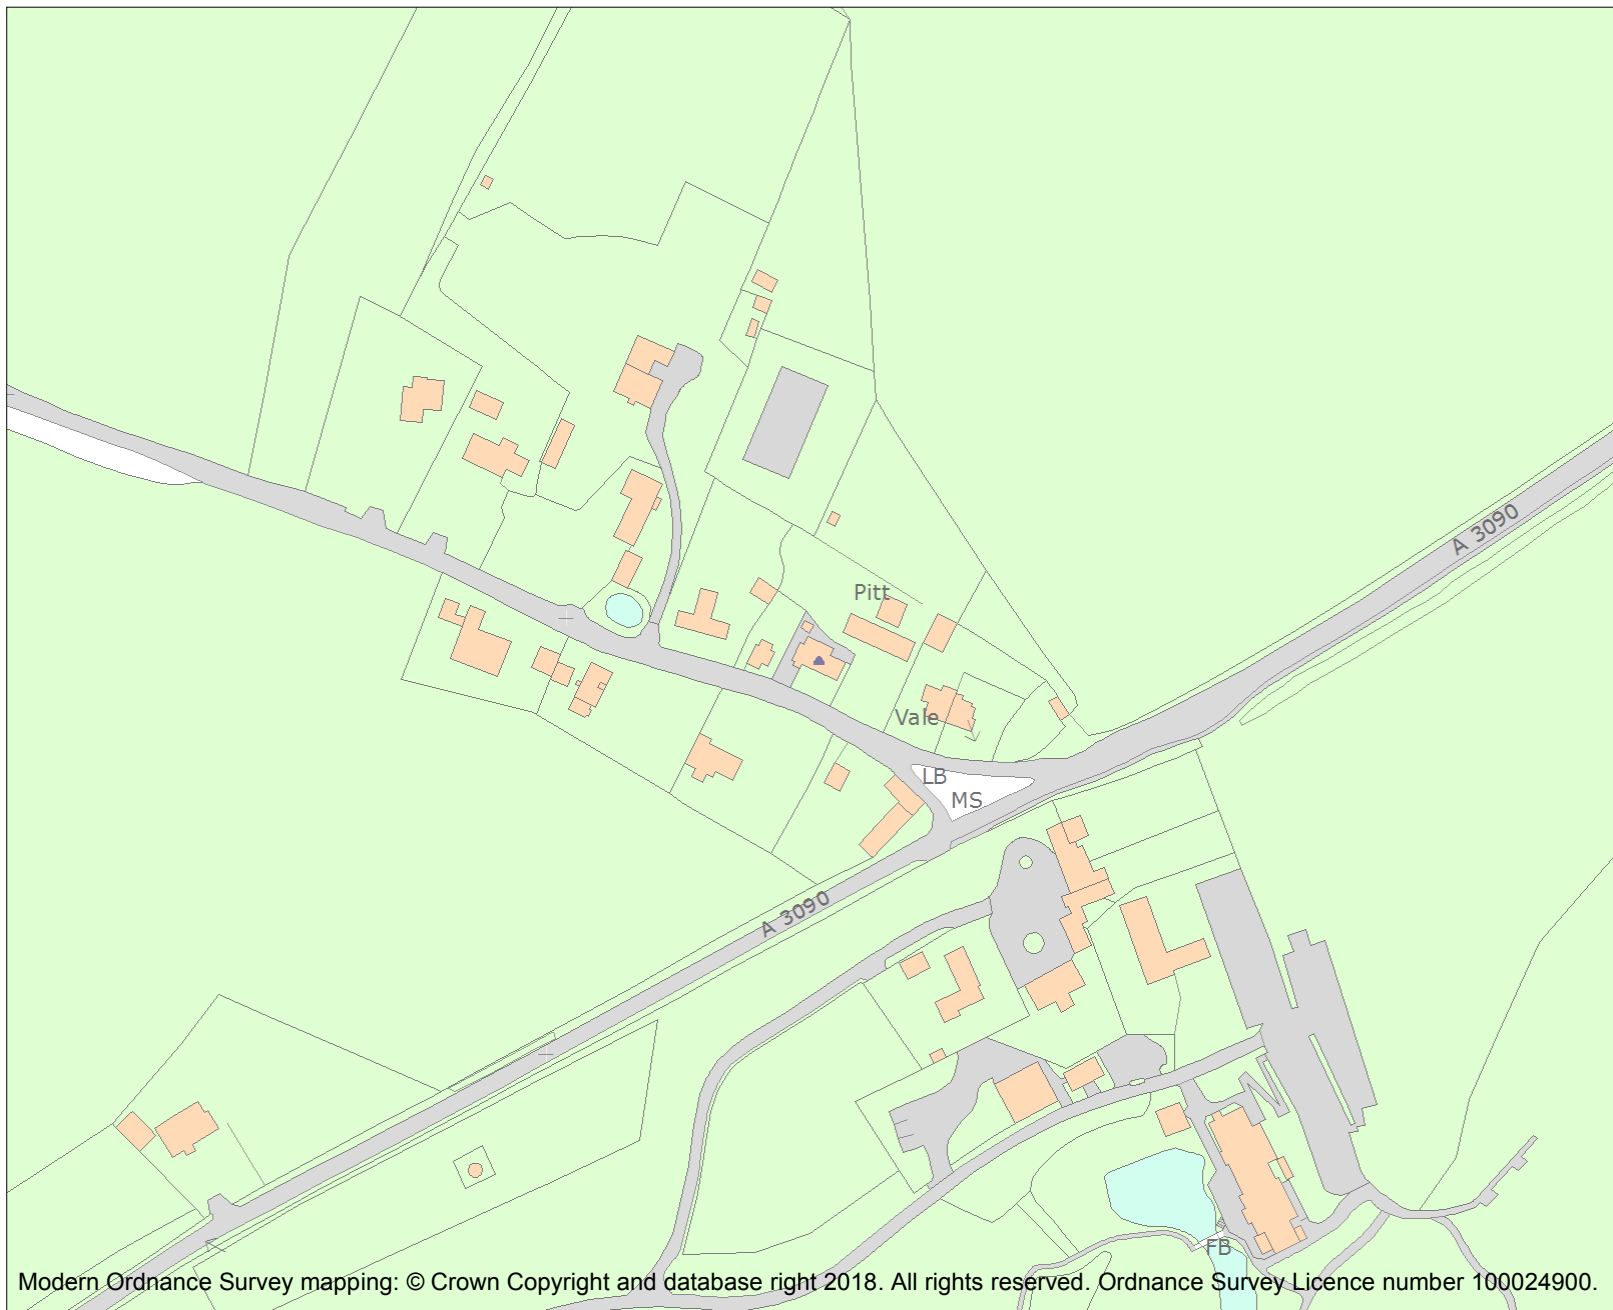 A 3090
Pitt
Vale
LB
MS
A 3090
FB
Modern Ordnance Survey mapping: © Crown Copyright and database right 2018. All rights reserved. Ordnance Survey Licence number 100024900.